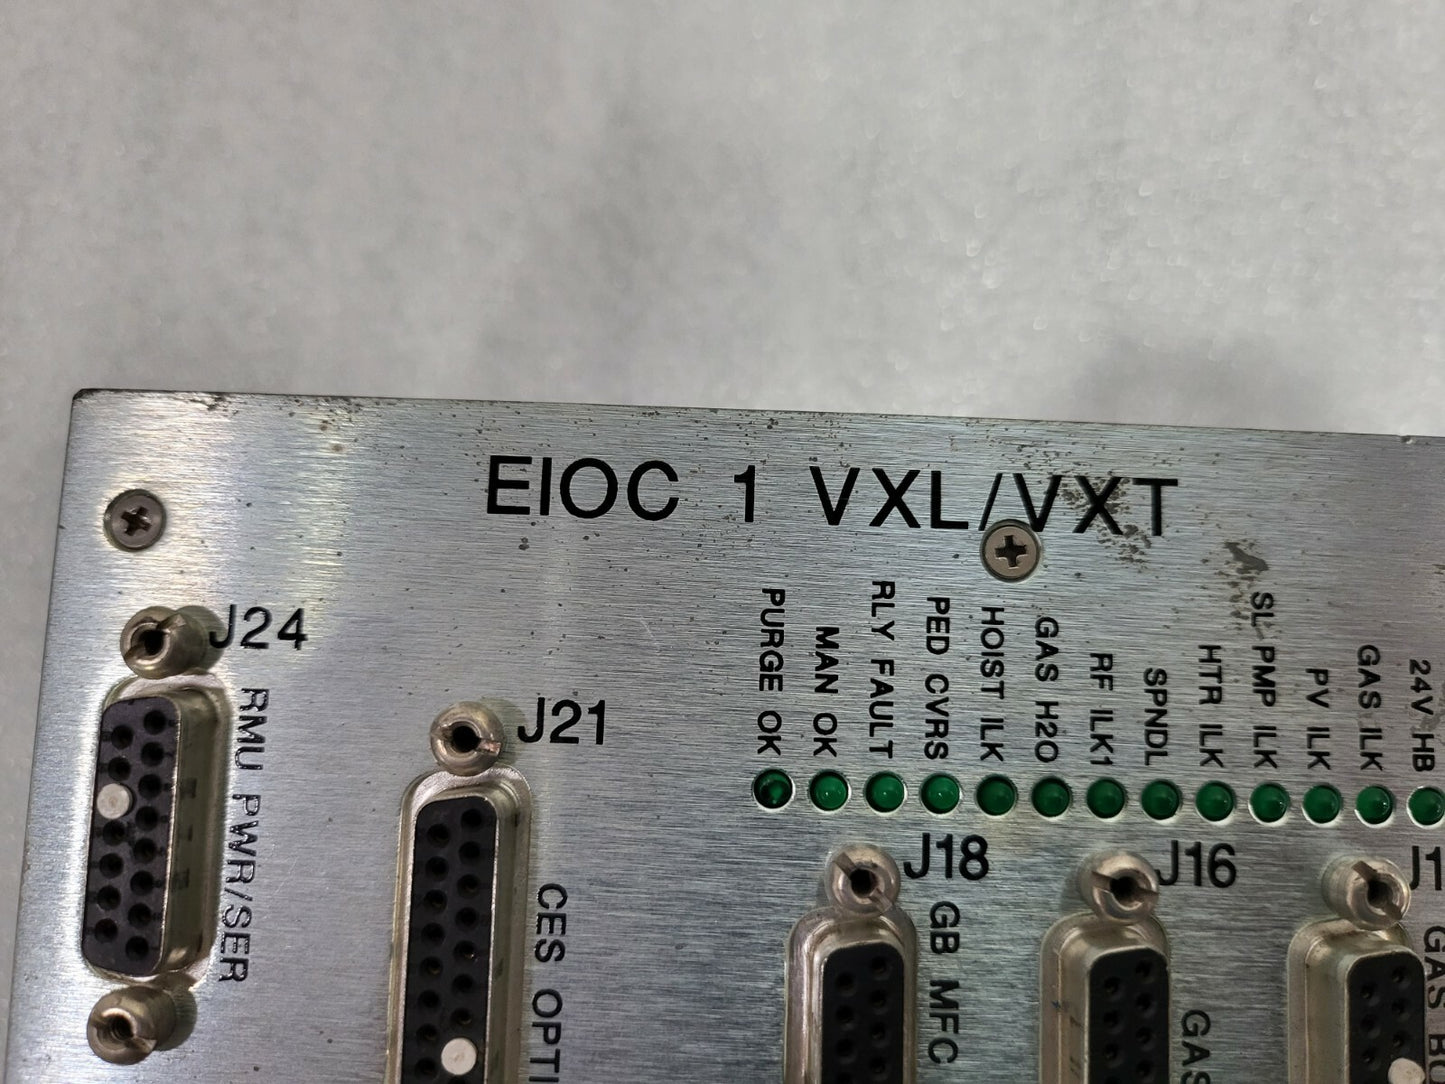 EIOC 1 VXL/VXT
J24
RMU PWR/SER
J21
CES
PURGE OK
MAN OK
RLY FAULT
PED CVRS
HOIST ILK
GAS H2O
RF ILK1
SPNDL
HTR ILK
SL PMP ILK
PV ILK
GAS ILK
24V HB
J18
GB MFC
J16
GAS
GAS